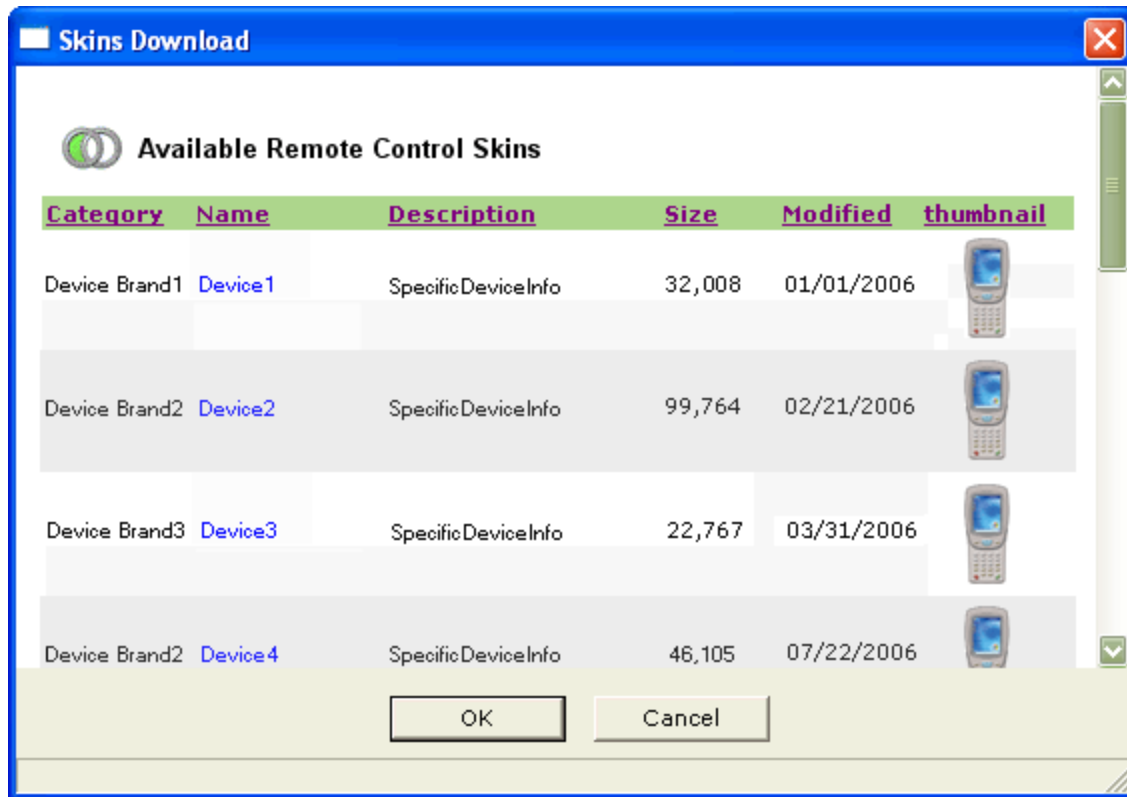 Skins Download
Available Remote Control Skins
Category Name Description Size Modified thumbnail
Device Brand1 Device1 SpecificDeviceInfo 32,008 01/01/2006
Device Brand2 Device2 SpecificDeviceInfo 99,764 02/21/2006
Device Brand3 Device3 SpecificDeviceInfo 22,767 03/31/2006
Device Brand2 Device4 SpecificDeviceInfo 46,105 07/22/2006
OK Cancel